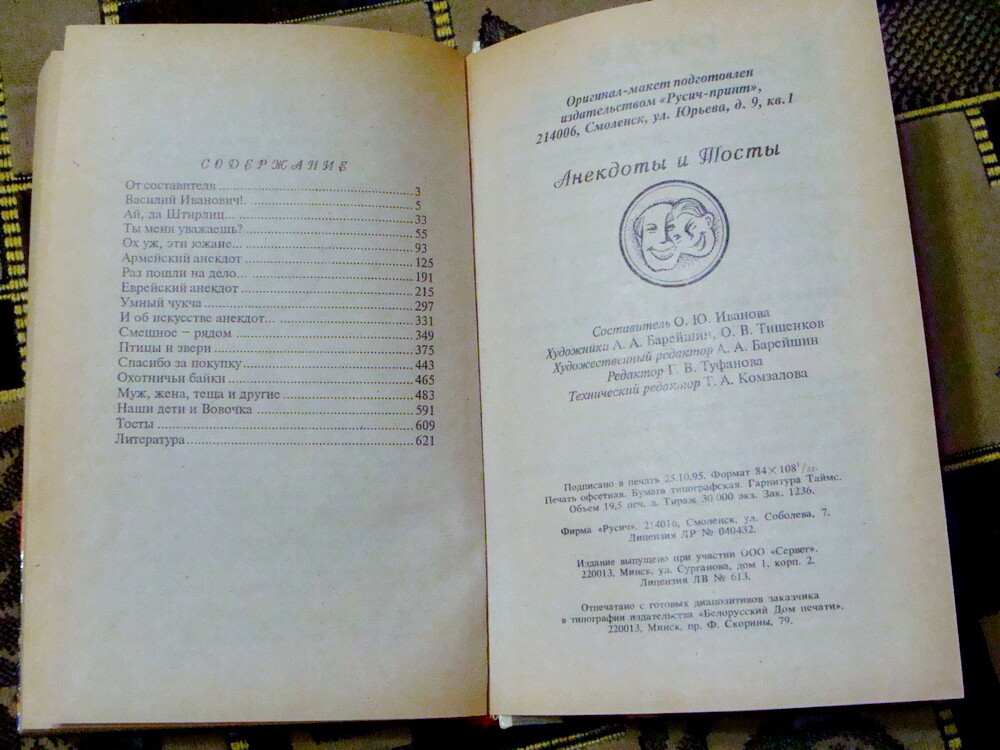 СОДЕРЖАНИЕ
От составителя 3
Василий Иванович!.. 5
Ай, да Штирлиц... 33
Ты меня уважаешь? 55
Ох уж, эти южане... 93
Армейский анекдот 125
Раз пошли на дело... 191
Еврейский анекдот 215
Умный чукча 297
И об искусстве анекдот... 331
Смешное – рядом 349
Птицы и звери 375
Спасибо за покупку 443
Охотничьи байки 465
Муж, жена, теща и другие 483
Наши дети и Вовочка 591
Тосты 609
Литература 621
Оригинал-макет подготовлен
издательством «Русич-принт»,
214006, Смоленск, ул. Юрьева, д. 9, кв.1
Анекдоты и Тосты
Составитель О. Ю. Иванова
Художники А. А. Барейшин, О. В. Тищенков
Художественный редактор А. А. Барейшин
Редактор Г. В. Туфанова
Технический редактор Т. А. Комзалова
Подписано в печать 25.10.95. Формат 84×108¹/₃₂.
Печать офсетная. Бумага типографская. Гарнитура Таймс.
Объем 19,5 печ. л. Тираж 30 000 экз. Зак. 1236.
Фирма «Русич». 214016, Смоленск, ул. Соболева, 7.
Лицензия ЛР № 040432.
Издание выпущено при участии ООО «Сервег».
220013, Минск, ул. Сурганова, дом 1, корп. 2.
Лицензия ЛВ № 613.
Отпечатано с готовых диапозитивов заказчика
в типографии издательства «Белорусский Дом печати».
220013, Минск, пр. Ф. Скорины, 79.